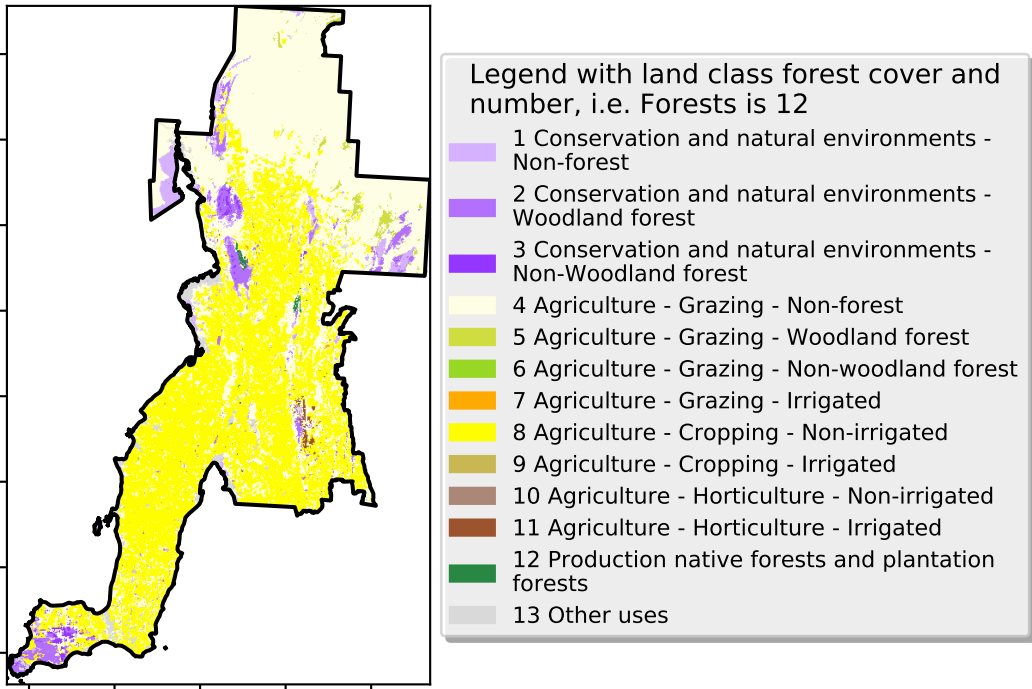 Legend with land class forest cover and
number, i.e. Forests is 12
1 Conservation and natural environments -
Non-forest
2 Conservation and natural environments -
Woodland forest
3 Conservation and natural environments -
Non-Woodland forest
4 Agriculture - Grazing - Non-forest
5 Agriculture - Grazing - Woodland forest
6 Agriculture - Grazing - Non-woodland forest
7 Agriculture - Grazing - Irrigated
8 Agriculture - Cropping - Non-irrigated
9 Agriculture - Cropping - Irrigated
10 Agriculture - Horticulture - Non-irrigated
11 Agriculture - Horticulture - Irrigated
12 Production native forests and plantation
forests
13 Other uses